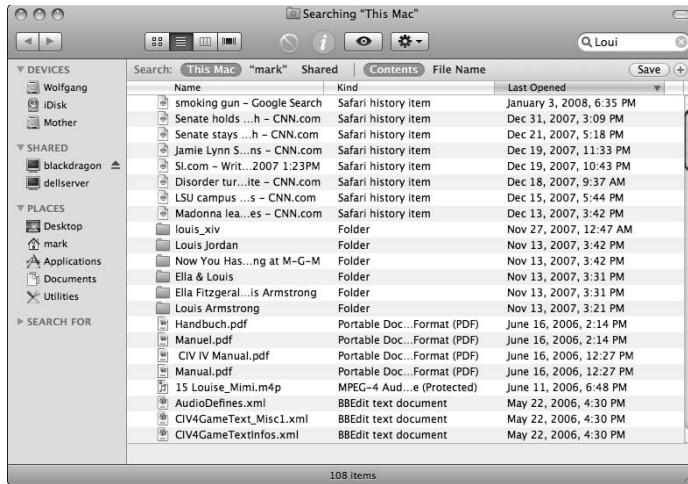 Searching "This Mac"
Loui
DEVICES
Wolfgang
iDisk
Mother
SHARED
blackdragon
dellserver
PLACES
Desktop
mark
Applications
Documents
Utilities
SEARCH FOR
Search: This Mac "mark" Shared Contents File Name Save
Name Kind Last Opened
smoking gun – Google Search Safari history item January 3, 2008, 6:35 PM
Senate holds ...h – CNN.com Safari history item Dec 31, 2007, 3:09 PM
Senate stays ...h – CNN.com Safari history item Dec 21, 2007, 5:18 PM
Jamie Lynn S...ns – CNN.com Safari history item Dec 19, 2007, 11:33 PM
SI.com – Writ...2007 1:23PM Safari history item Dec 19, 2007, 10:43 PM
Disorder tur...ite – CNN.com Safari history item Dec 18, 2007, 9:37 AM
LSU campus ...s – CNN.com Safari history item Dec 15, 2007, 5:44 PM
Madonna lea...es – CNN.com Safari history item Dec 13, 2007, 3:42 PM
louis_xiv Folder Nov 27, 2007, 12:47 AM
Louis Jordan Folder Nov 13, 2007, 3:42 PM
Now You Has...ng at M-G-M Folder Nov 13, 2007, 3:42 PM
Ella & Louis Folder Nov 13, 2007, 3:31 PM
Ella Fitzgeral...is Armstrong Folder Nov 13, 2007, 3:31 PM
Louis Armstrong Folder Nov 13, 2007, 3:21 PM
Handbuch.pdf Portable Doc...Format (PDF) June 16, 2006, 2:14 PM
Manuel.pdf Portable Doc...Format (PDF) June 16, 2006, 2:14 PM
CIV IV Manual.pdf Portable Doc...Format (PDF) June 16, 2006, 12:27 PM
Manual.pdf Portable Doc...Format (PDF) June 16, 2006, 12:27 PM
15 Louise_Mimi.m4p MPEG-4 Aud...e (Protected) June 11, 2006, 6:48 PM
AudioDefines.xml BBEdit text document May 22, 2006, 4:30 PM
CIV4GameText_Misc1.xml BBEdit text document May 22, 2006, 4:30 PM
CIV4GameTextInfos.xml BBEdit text document May 22, 2006, 4:30 PM
108 items